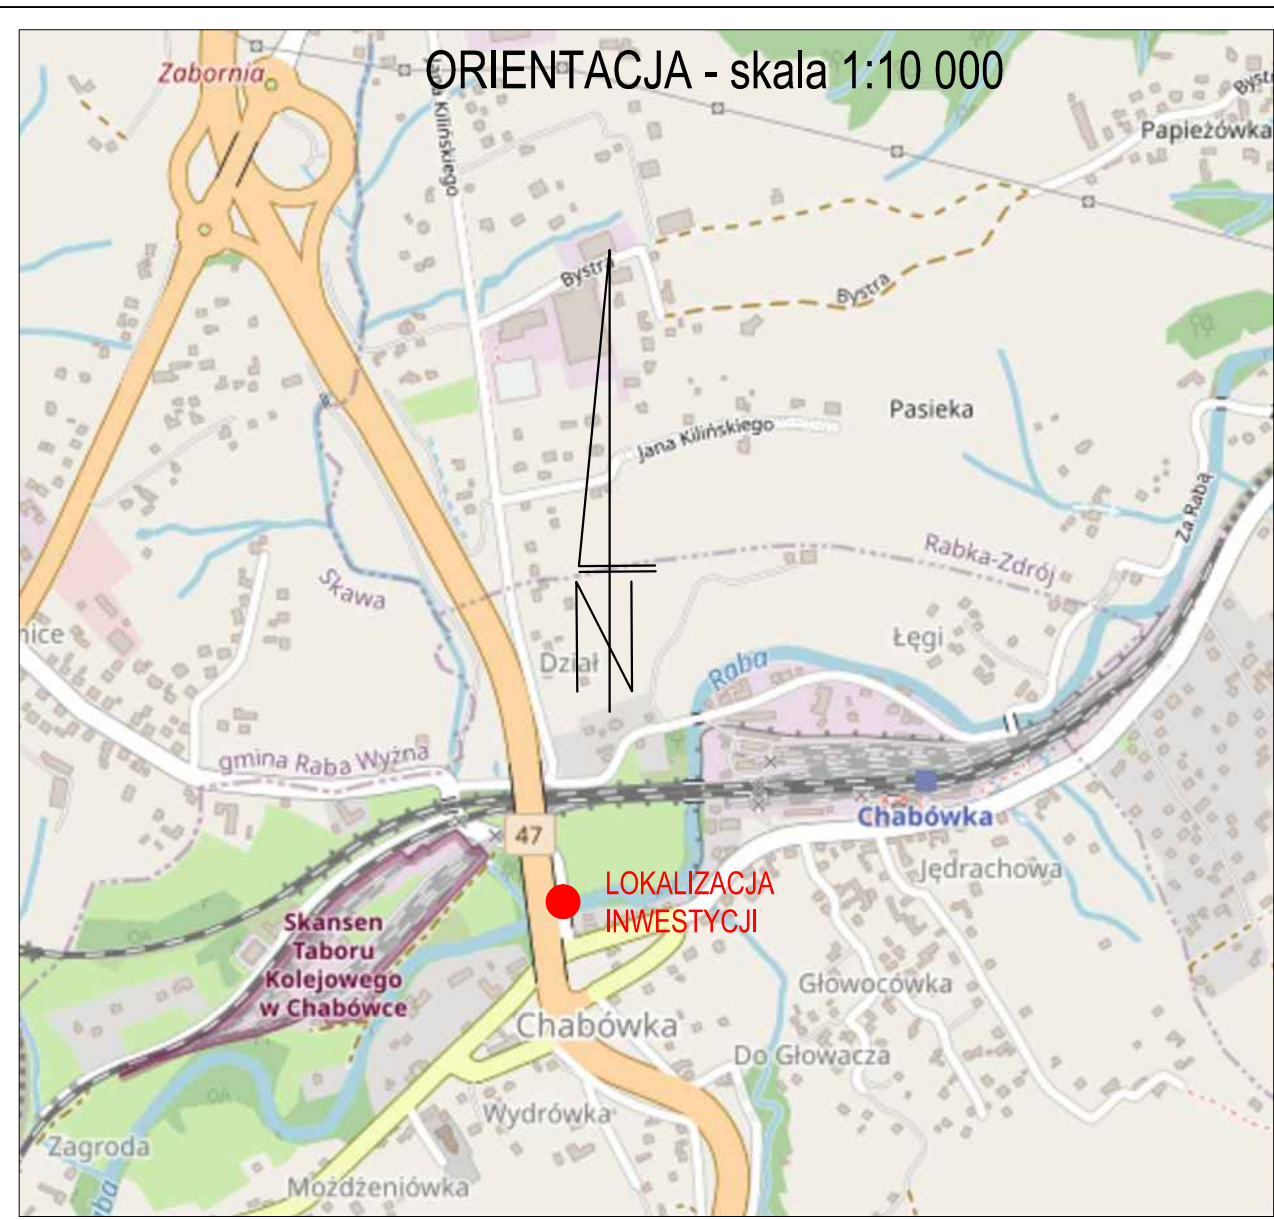 ORIENTACJA - skala 1:10 000
Zabornia
Jana Kilińskiego
Papieżówka
Bystra
Bystra
Pasieka
Jana Kilińskiego
Za Rabą
Rabka-Zdrój
Skawa
Łęgi
Dział
Raba
gmina Raba Wyżna
47
Chabówka
Jędrachowa
LOKALIZACJA
INWESTYCJI
Skansen
Taboru
Kolejowego
w Chabówce
Głowocówka
Chabówka
Do Głowacza
Wydrówka
Zagroda
Możdżeniówka